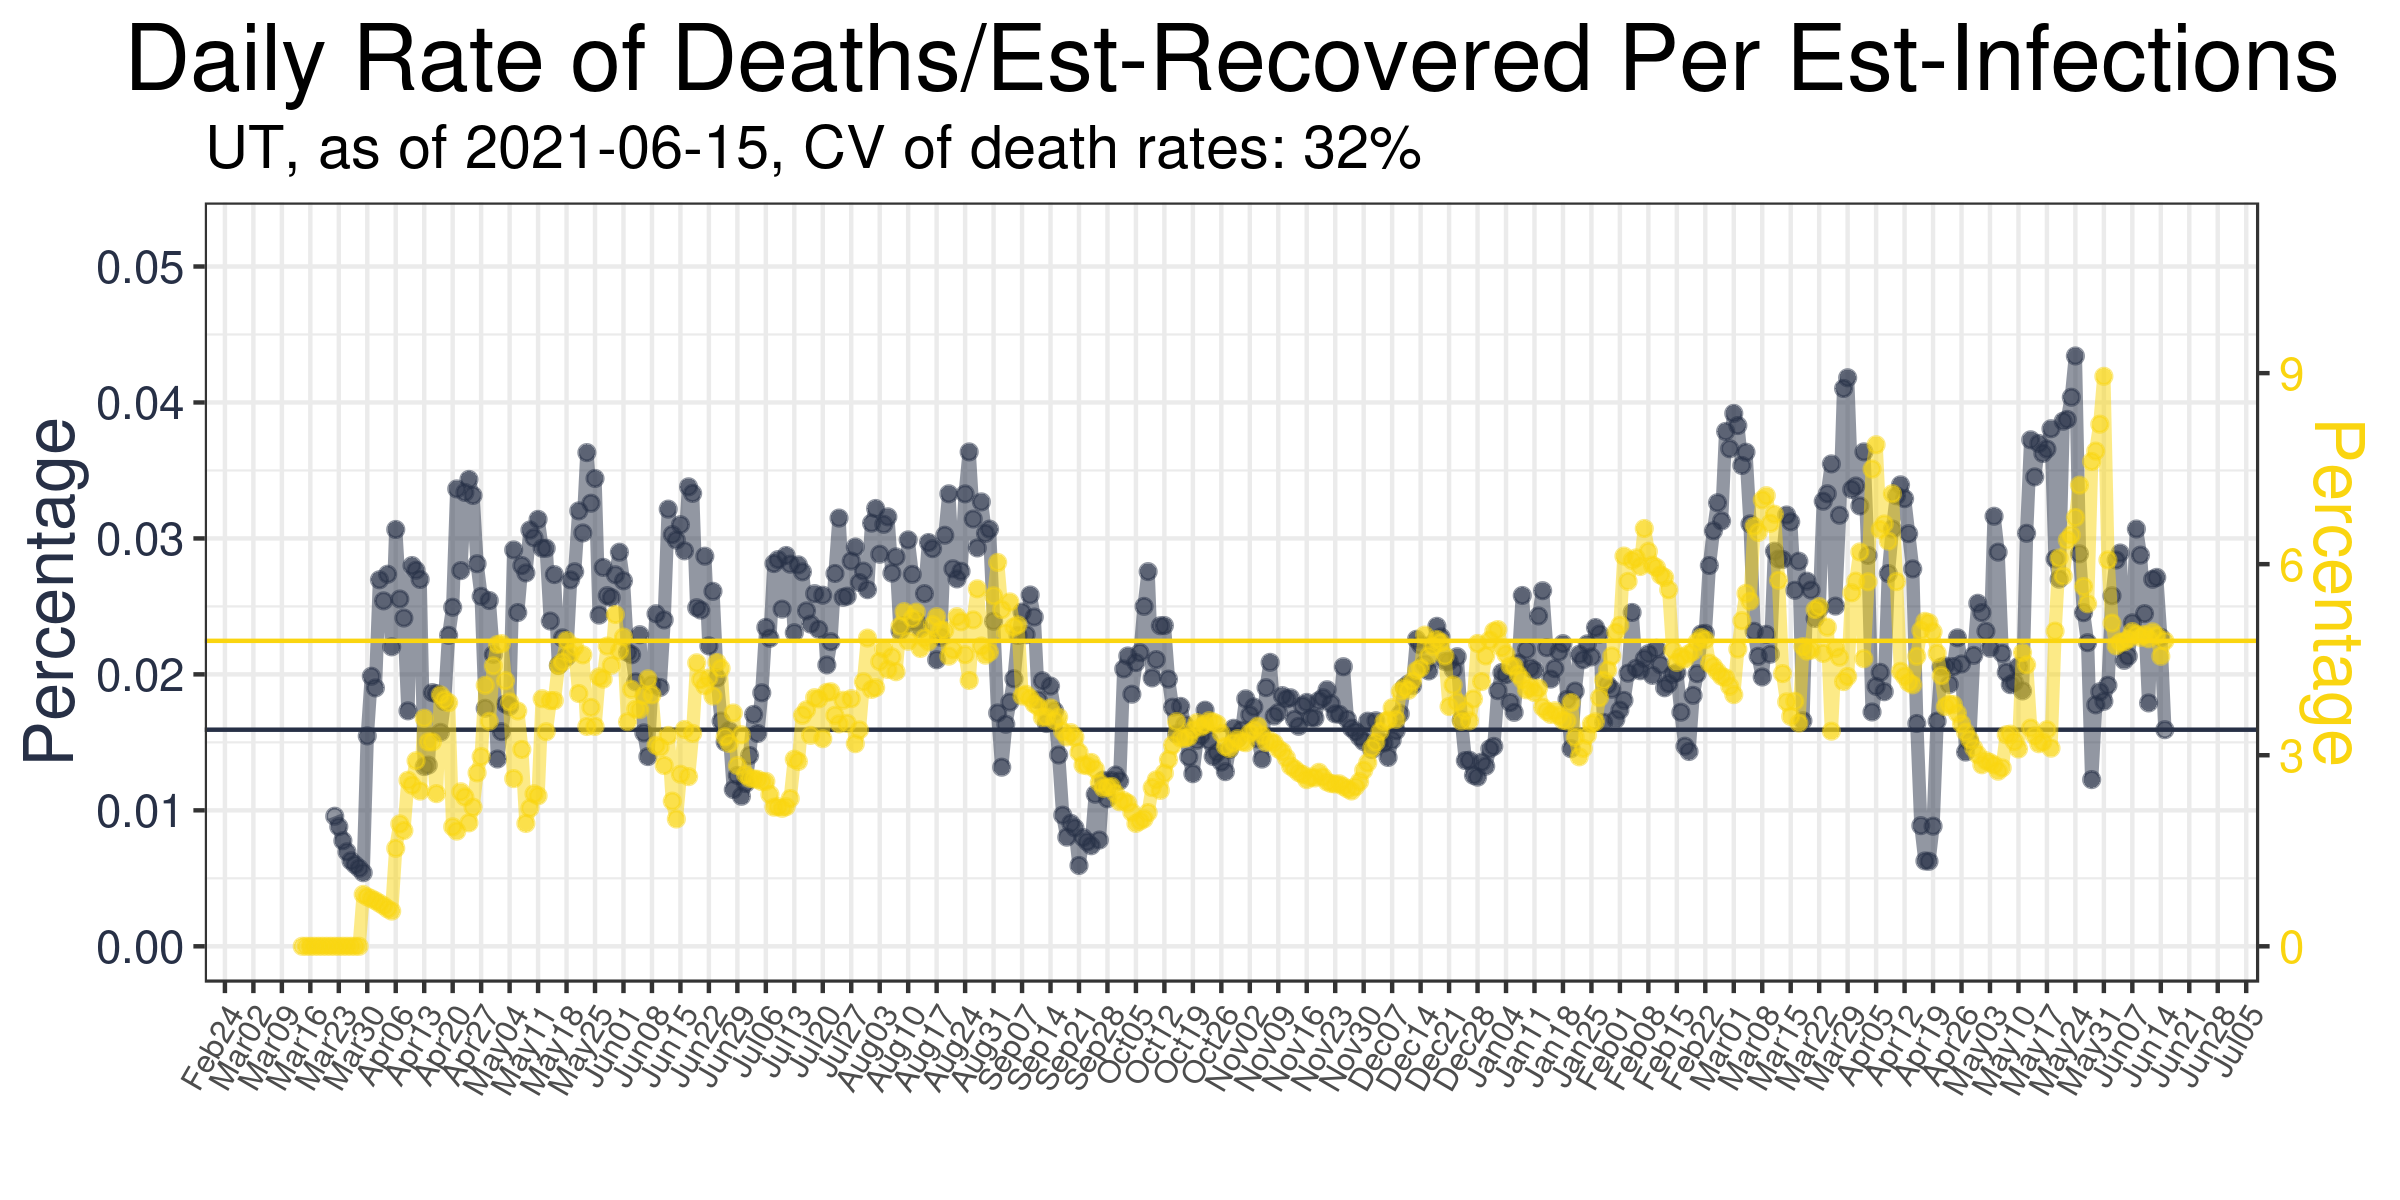 Daily Rate of Deaths/Est-Recovered Per Est-Infections
UT, as of 2021-06-15, CV of death rates: 32%
Percentage
0.05
0.04
0.03
0.02
0.01
0.00
9
6
3
0
Percentage
Feb24
Mar02
Mar09
Mar16
Mar23
Mar30
Apr06
Apr13
Apr20
Apr27
May04
May11
May18
May25
Jun01
Jun08
Jun15
Jun22
Jun29
Jul06
Jul13
Jul20
Jul27
Aug03
Aug10
Aug17
Aug24
Aug31
Sep07
Sep14
Sep21
Sep28
Oct05
Oct12
Oct19
Oct26
Nov02
Nov09
Nov16
Nov23
Nov30
Dec07
Dec14
Dec21
Dec28
Jan04
Jan11
Jan18
Jan25
Feb01
Feb08
Feb15
Feb22
Mar01
Mar08
Mar15
Mar22
Mar29
Apr05
Apr12
Apr19
Apr26
May03
May10
May17
May24
May31
Jun07
Jun14
Jun21
Jun28
Jul05